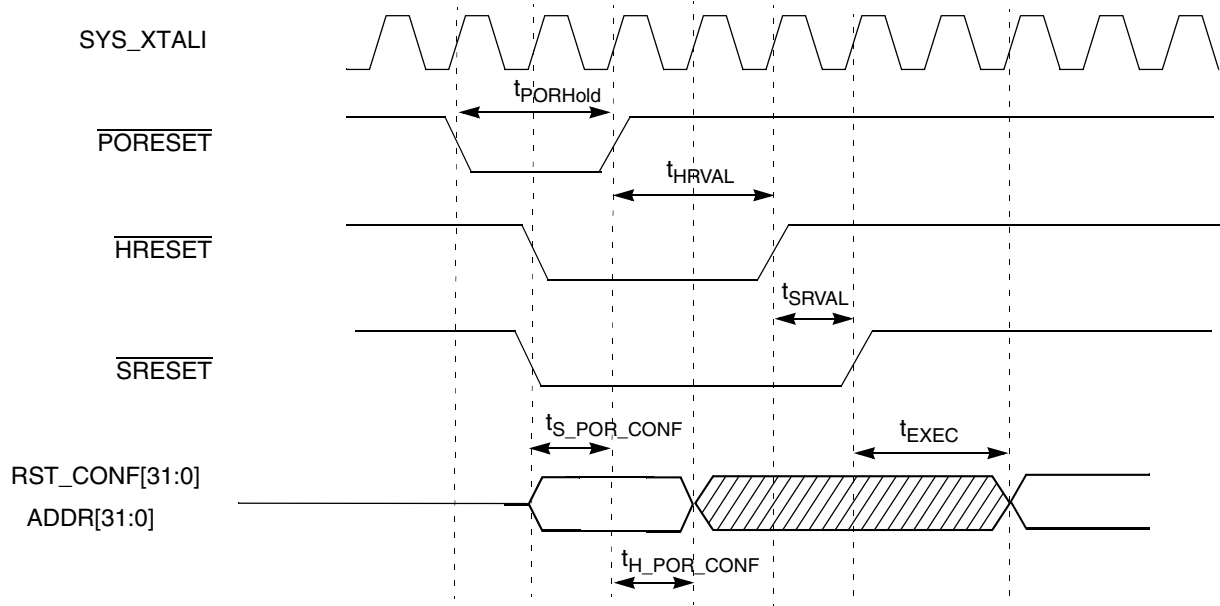 SYS_XTALI
tPORHold
PORESET
tHRVAL
HRESET
tSRVAL
SRESET
tS_POR_CONF
tEXEC
RST_CONF[31:0]
ADDR[31:0]
tH_POR_CONF